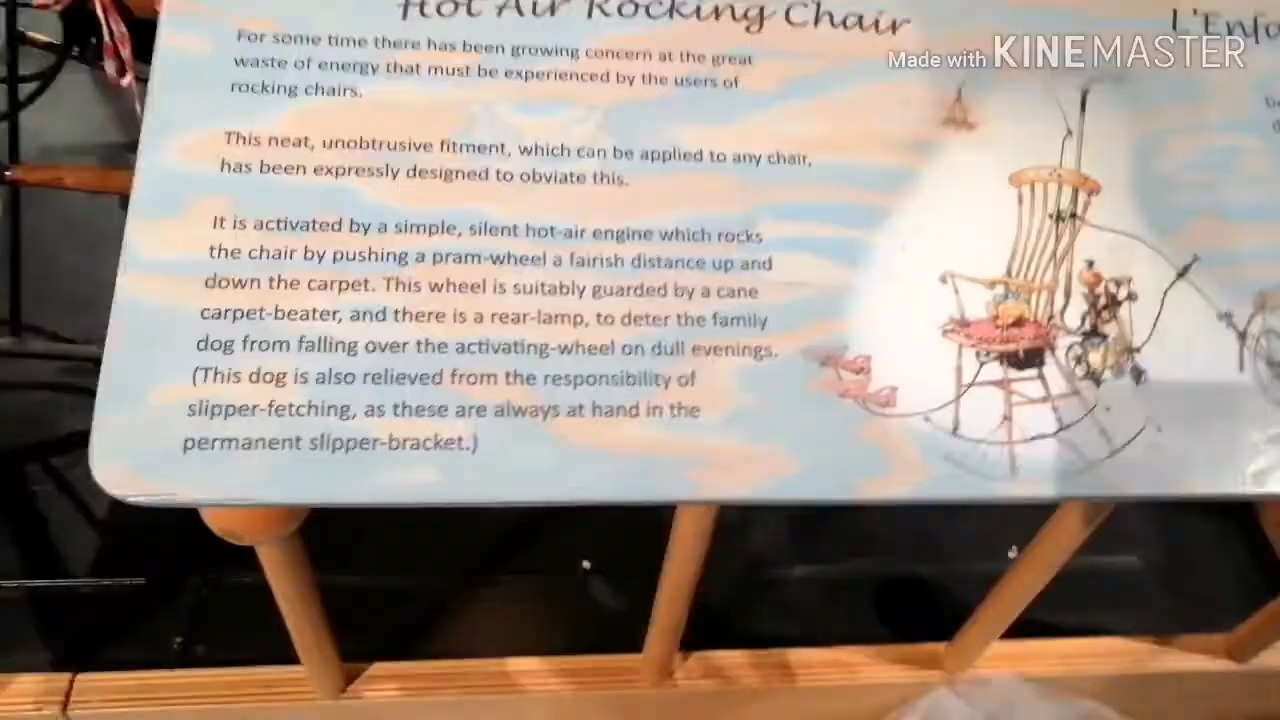 Hot Air Rocking Chair
L'Enfa
Made with KINEMASTER
For some time there has been growing concern at the great
waste of energy that must be experienced by the users of
rocking chairs.
This neat, unobtrusive fitment, which can be applied to any chair,
has been expressly designed to obviate this.
It is activated by a simple, silent hot-air engine which rocks
the chair by pushing a pram-wheel a fairish distance up and
down the carpet. This wheel is suitably guarded by a cane
carpet-beater, and there is a rear-lamp, to deter the family
dog from falling over the activating-wheel on dull evenings.
(This dog is also relieved from the responsibility of
slipper-fetching, as these are always at hand in the
permanent slipper-bracket.)